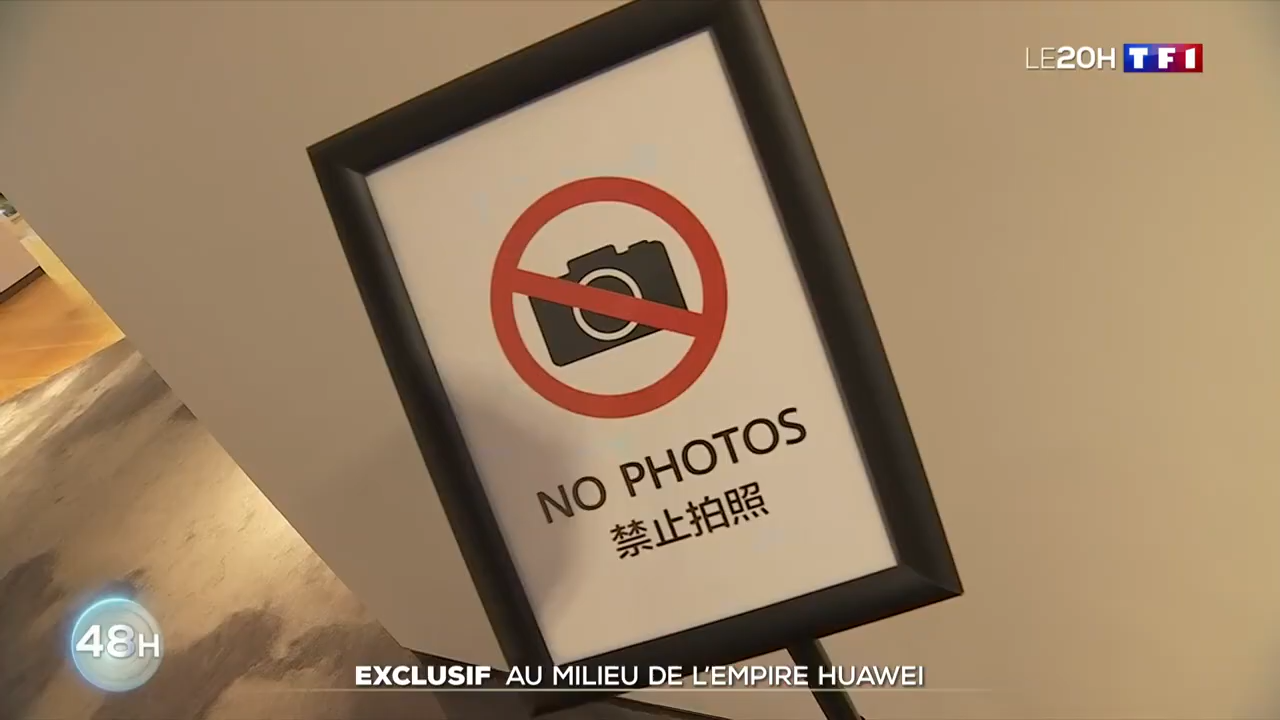 LE20H TF1
NO PHOTOS
禁止拍照
48H
EXCLUSIF AU MILIEU DE L'EMPIRE HUAWEI